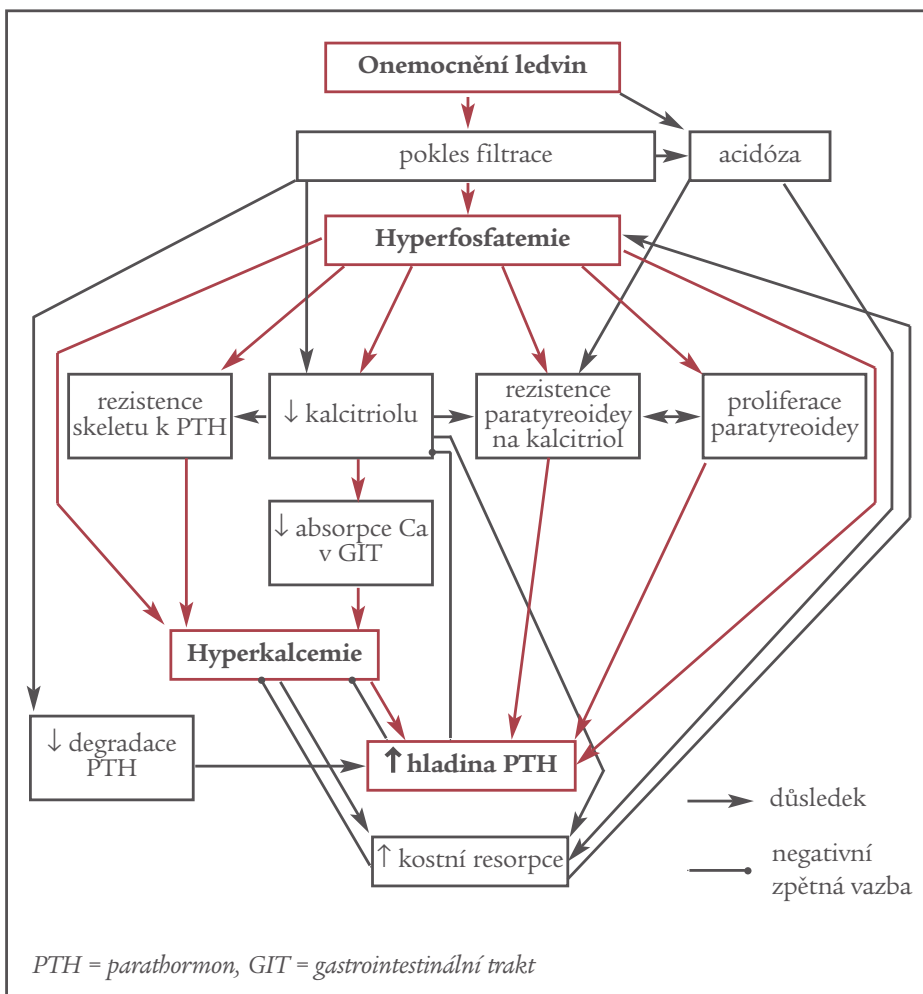 Onemocnění ledvin
pokles filtrace
acidóza
Hyperfosfatemie
rezistence
skeletu k PTH
↓ kalcitriolu
rezistence
paratyreoidey
na kalcitriol
proliferace
paratyreoidey
↓ absorpce Ca
v GIT
Hyperkalcemie
↓ degradace
PTH
↑ hladina PTH
↑ kostní resorpce
důsledek
negativní
zpětná vazba
PTH = parathormon, GIT = gastrointestinální trakt